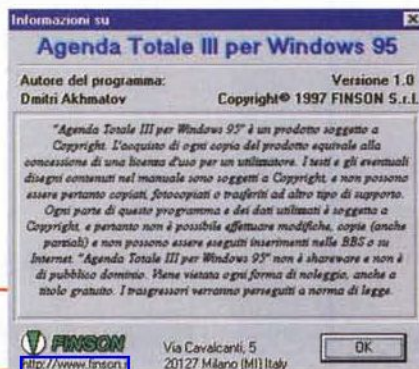 Informazioni su
Agenda Totale III per Windows 95
Autore del programma:
Versione 1.0
Dmitri Akhmatov
Copyright© 1997 FINSON S.r.l.
"Agenda Totale III per Windows 95" è un prodotto soggetto a
Copyright. L'acquisto di ogni copia del prodotto equivale alla
concessione di una licenza d'uso per un utilizzatore. I testi e gli eventuali
disegni contenuti nel manuale sono soggetti a Copyright, e non possono
essere pertanto copiati, fotocopiati o trasferiti ad altro tipo di supporto.
Ogni parte di questo programma e dei dati utilizzati è soggetta a
Copyright, e pertanto non è possibile effettuare modifiche, copie (anche
parziali) e non possono essere eseguiti inserimenti nelle BBS o su
Internet. "Agenda Totale III per Windows 95" non è shareware e non è
di pubblico dominio. Viene vietata ogni forma di noleggio, anche a
titolo gratuito. I trasgressori verranno perseguiti a norma di legge.
FINSON
http://www.finson.
Via Cavalcanti, 5
20127 Milano (MI) Italy
OK